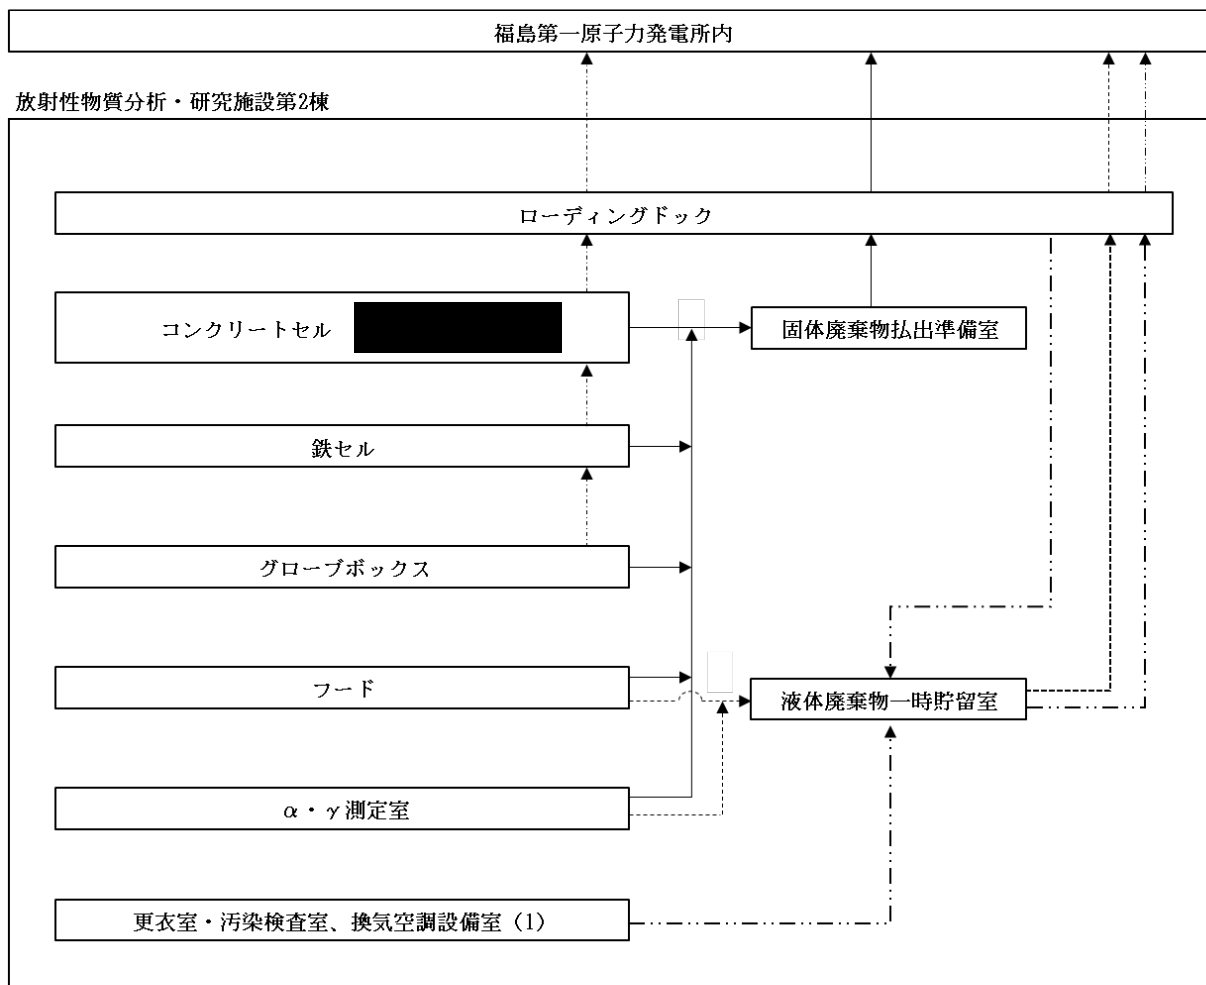 福島第一原子力発電所内
放射性物質分析・研究施設第2棟
ローディングドック
コンクリートセル
固体廃棄物払出準備室
鉄セル
グローブボックス
フード
液体廃棄物一時貯留室
α・γ測定室
更衣室・汚染検査室、換気空調設備室（1）